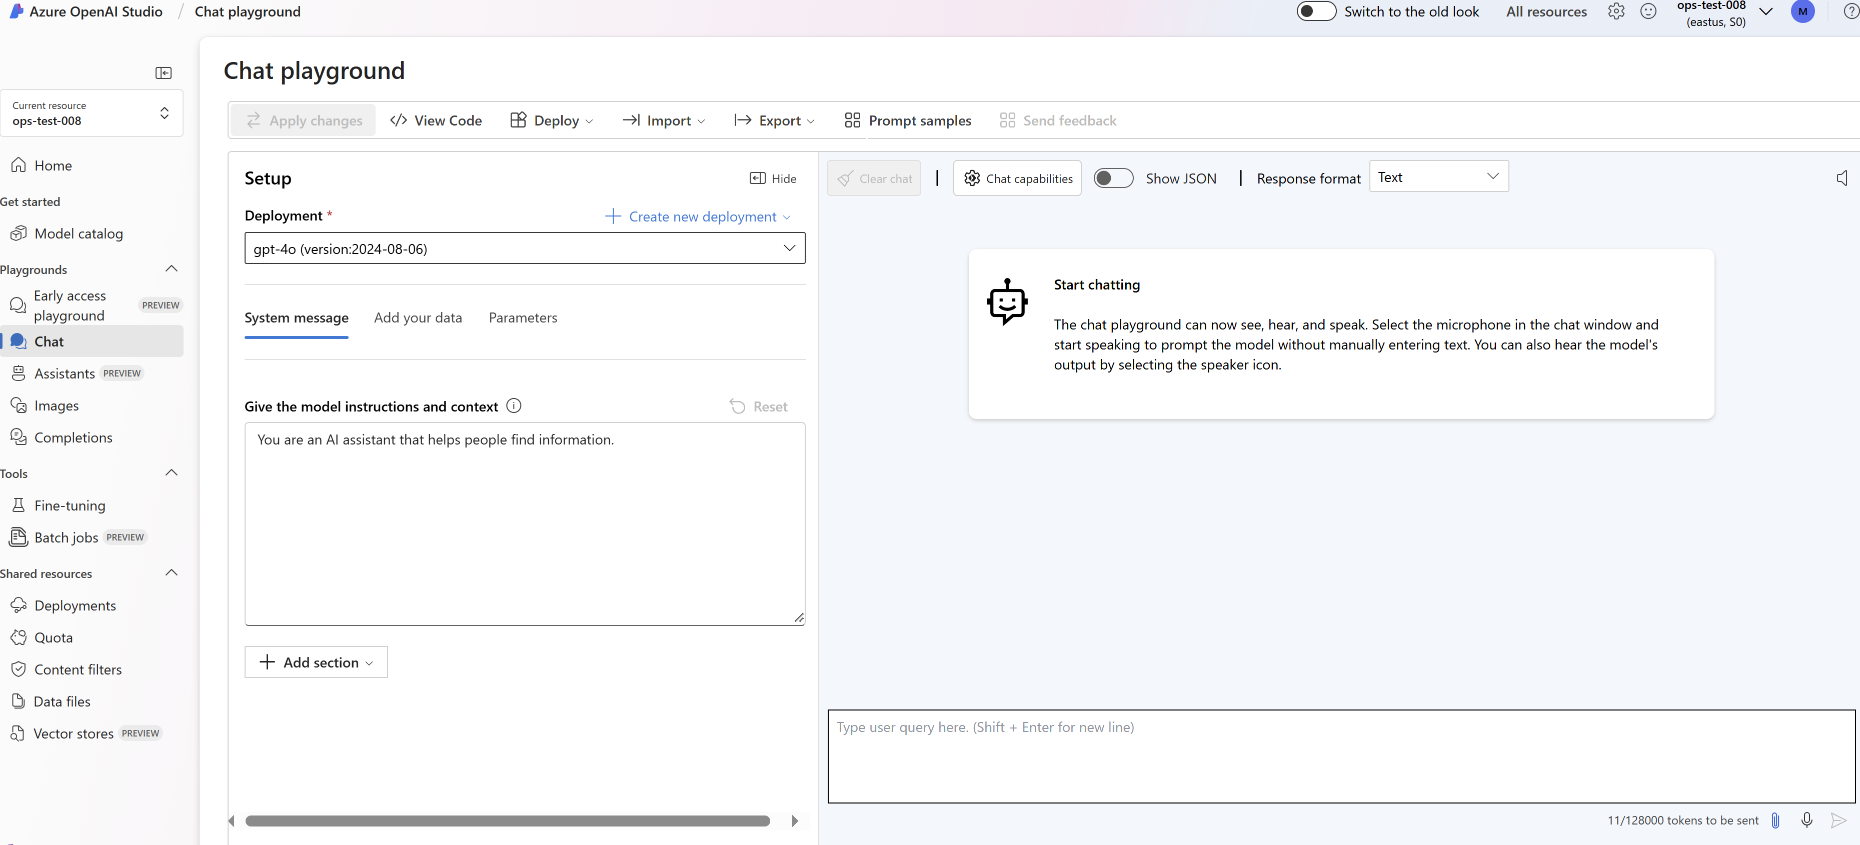 Azure OpenAI Studio / Chat playground
Switch to the old look
All resources
ops-test-008
(eastus, S0)
M
Current resource
ops-test-008
Home
Get started
Model catalog
Playgrounds
Early access
playground
PREVIEW
Chat
Assistants PREVIEW
Images
Completions
Tools
Fine-tuning
Batch jobs PREVIEW
Shared resources
Deployments
Quota
Content filters
Data files
Vector stores PREVIEW
Chat playground
Apply changes
View Code
Deploy
Import
Export
Prompt samples
Send feedback
Setup
Hide
Deployment *
Create new deployment
gpt-4o (version:2024-08-06)
System message
Add your data
Parameters
Give the model instructions and context
Reset
You are an AI assistant that helps people find information.
Add section
Clear chat
Chat capabilities
Show JSON
Response format
Text
Start chatting
The chat playground can now see, hear, and speak. Select the microphone in the chat window and
start speaking to prompt the model without manually entering text. You can also hear the model's
output by selecting the speaker icon.
Type user query here. (Shift + Enter for new line)
11/128000 tokens to be sent